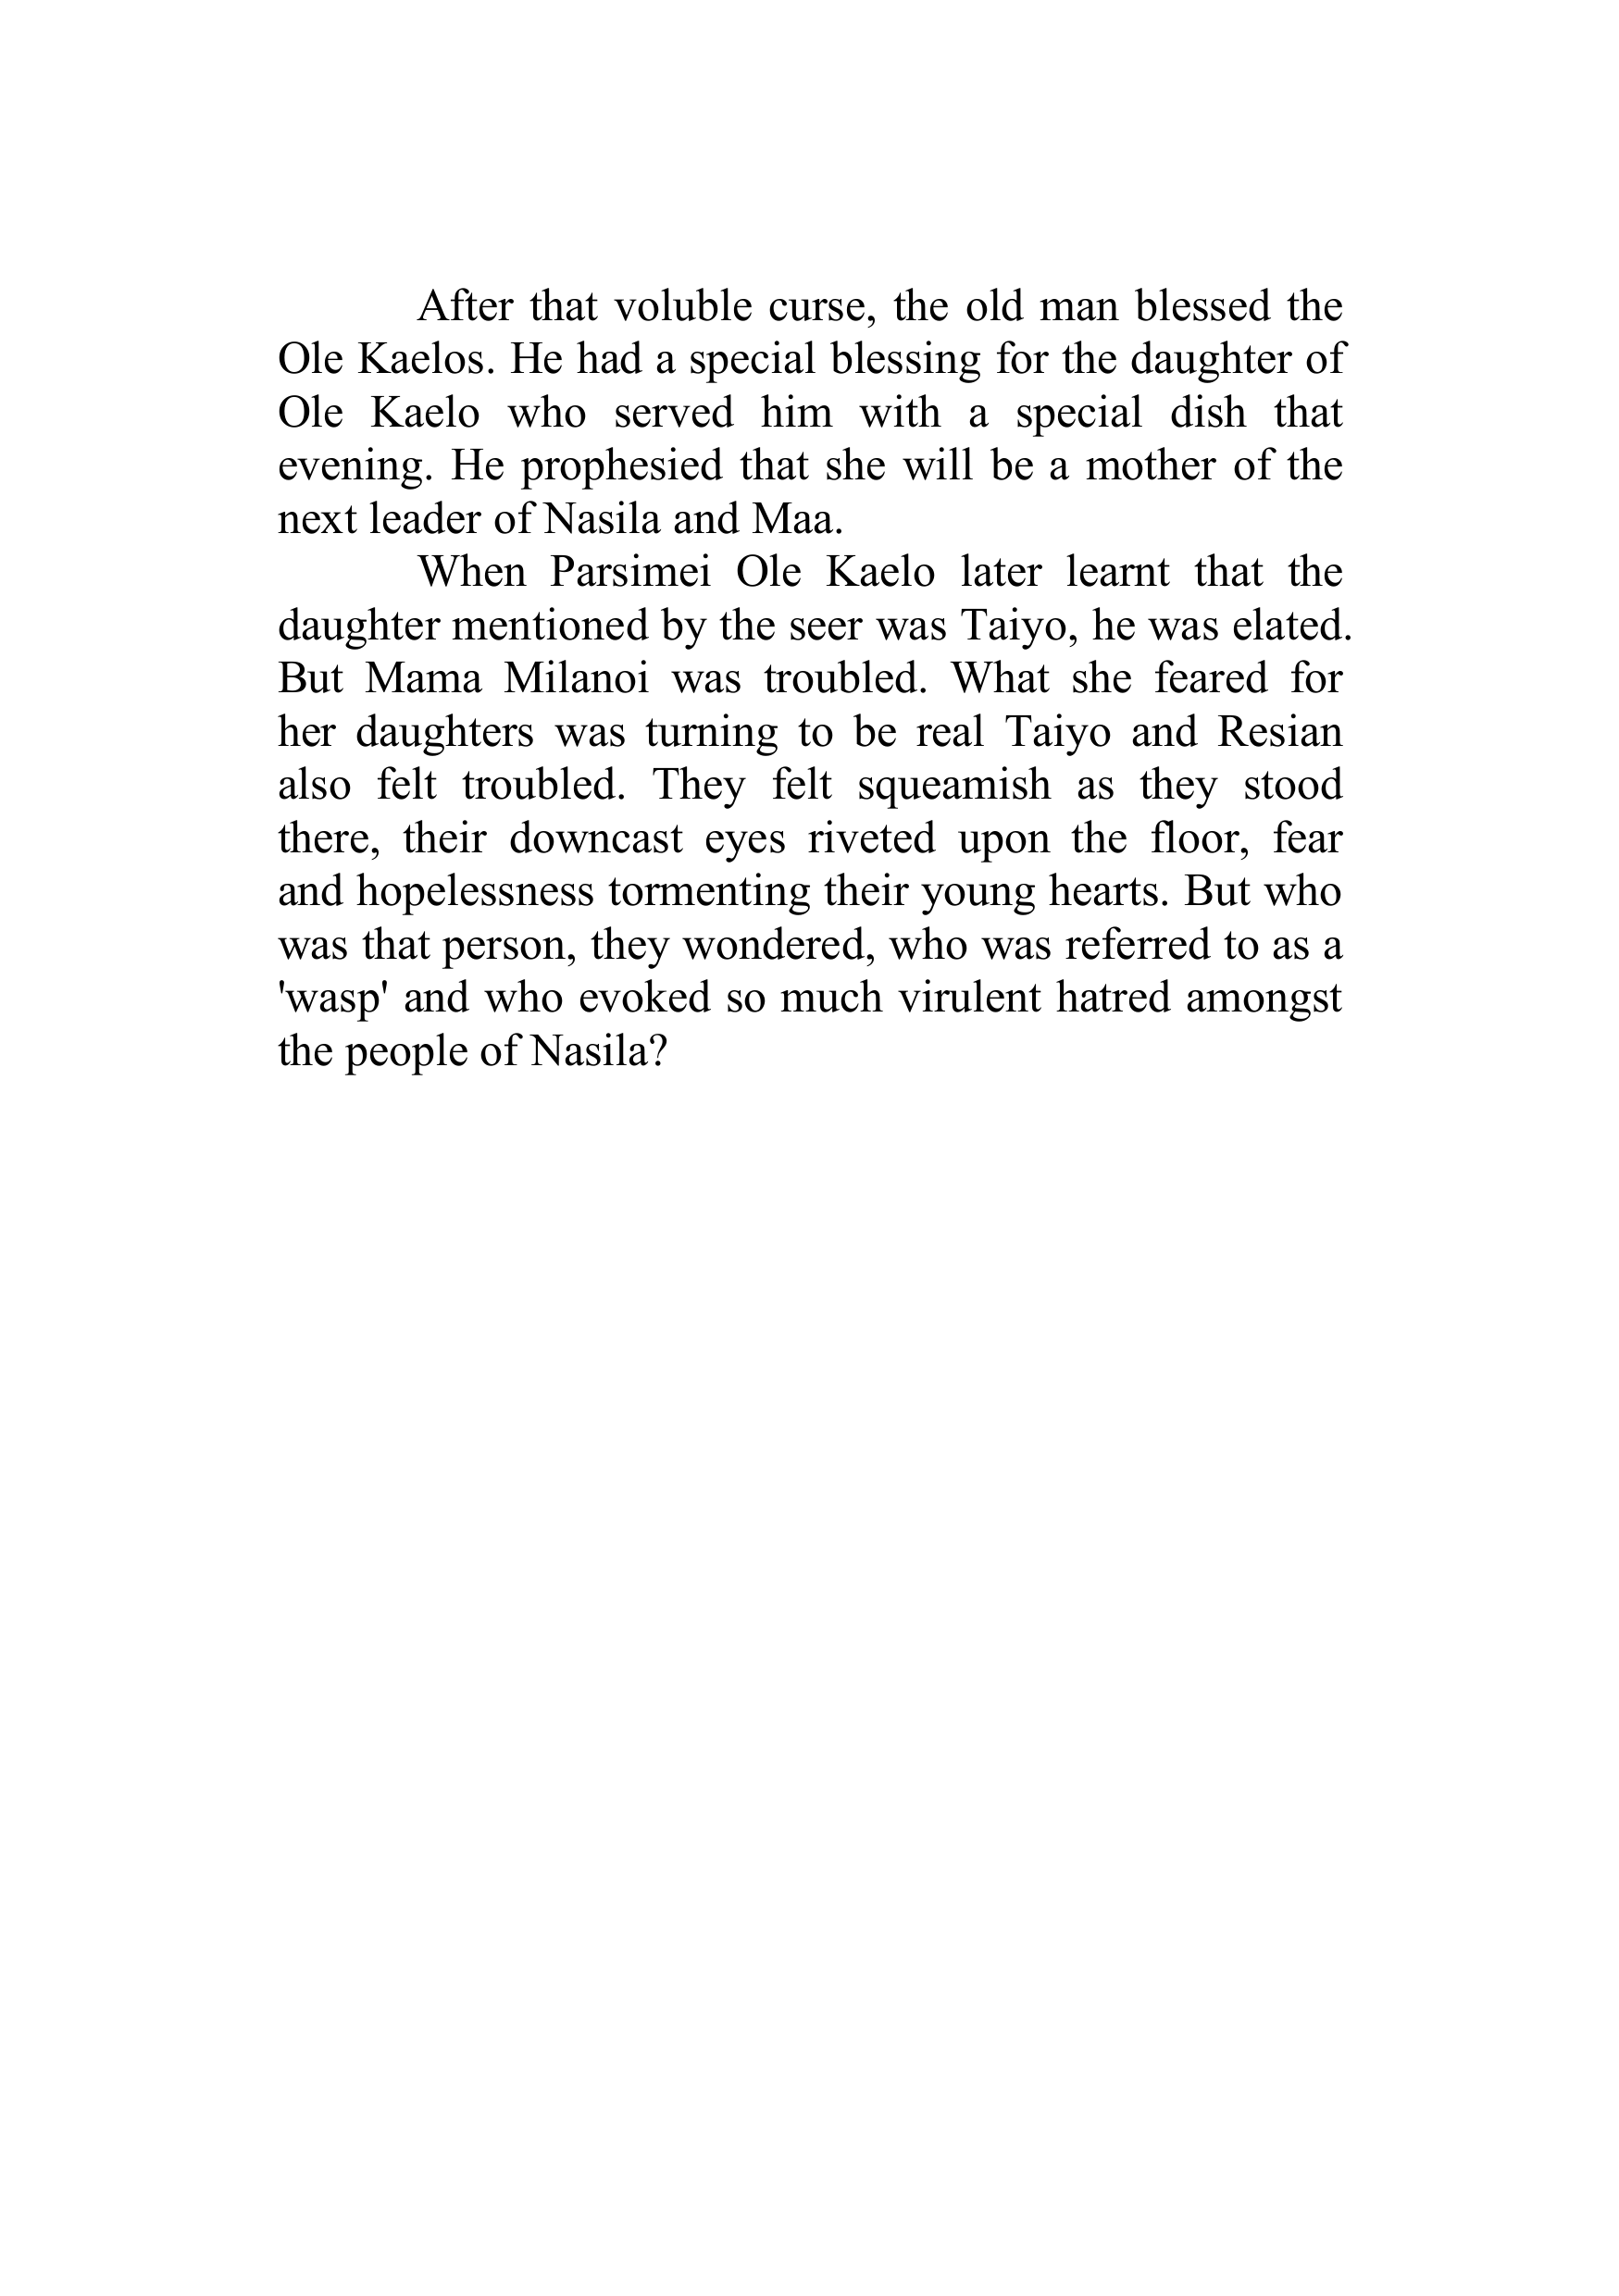 After that voluble curse, the old man blessed the
Ole Kaelos. He had a special blessing for the daughter of
Ole Kaelo who served him with a special dish that
evening. He prophesied that she will be a mother of the
next leader of Nasila and Maa.
When Parsimei Ole Kaelo later learnt that the
daughter mentioned by the seer was Taiyo, he was elated.
But Mama Milanoi was troubled. What she feared for
her daughters was turning to be real Taiyo and Resian
also felt troubled. They felt squeamish as they stood
there, their downcast eyes riveted upon the floor, fear
and hopelessness tormenting their young hearts. But who
was that person, they wondered, who was referred to as a
'wasp' and who evoked so much virulent hatred amongst
the people of Nasila?